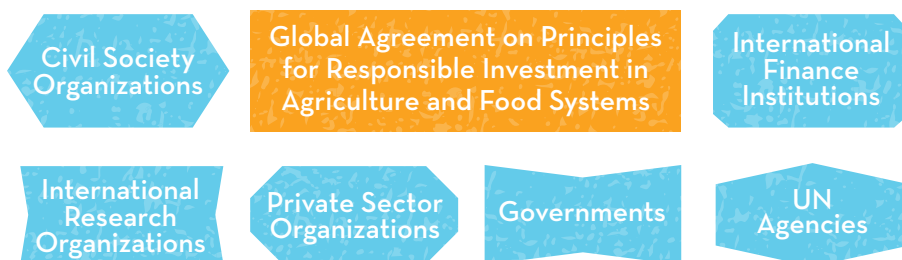 Civil Society
Organizations
Global Agreement on Principles
for Responsible Investment in
Agriculture and Food Systems
International
Finance
Institutions
International
Research
Organizations
Private Sector
Organizations
Governments
UN
Agencies